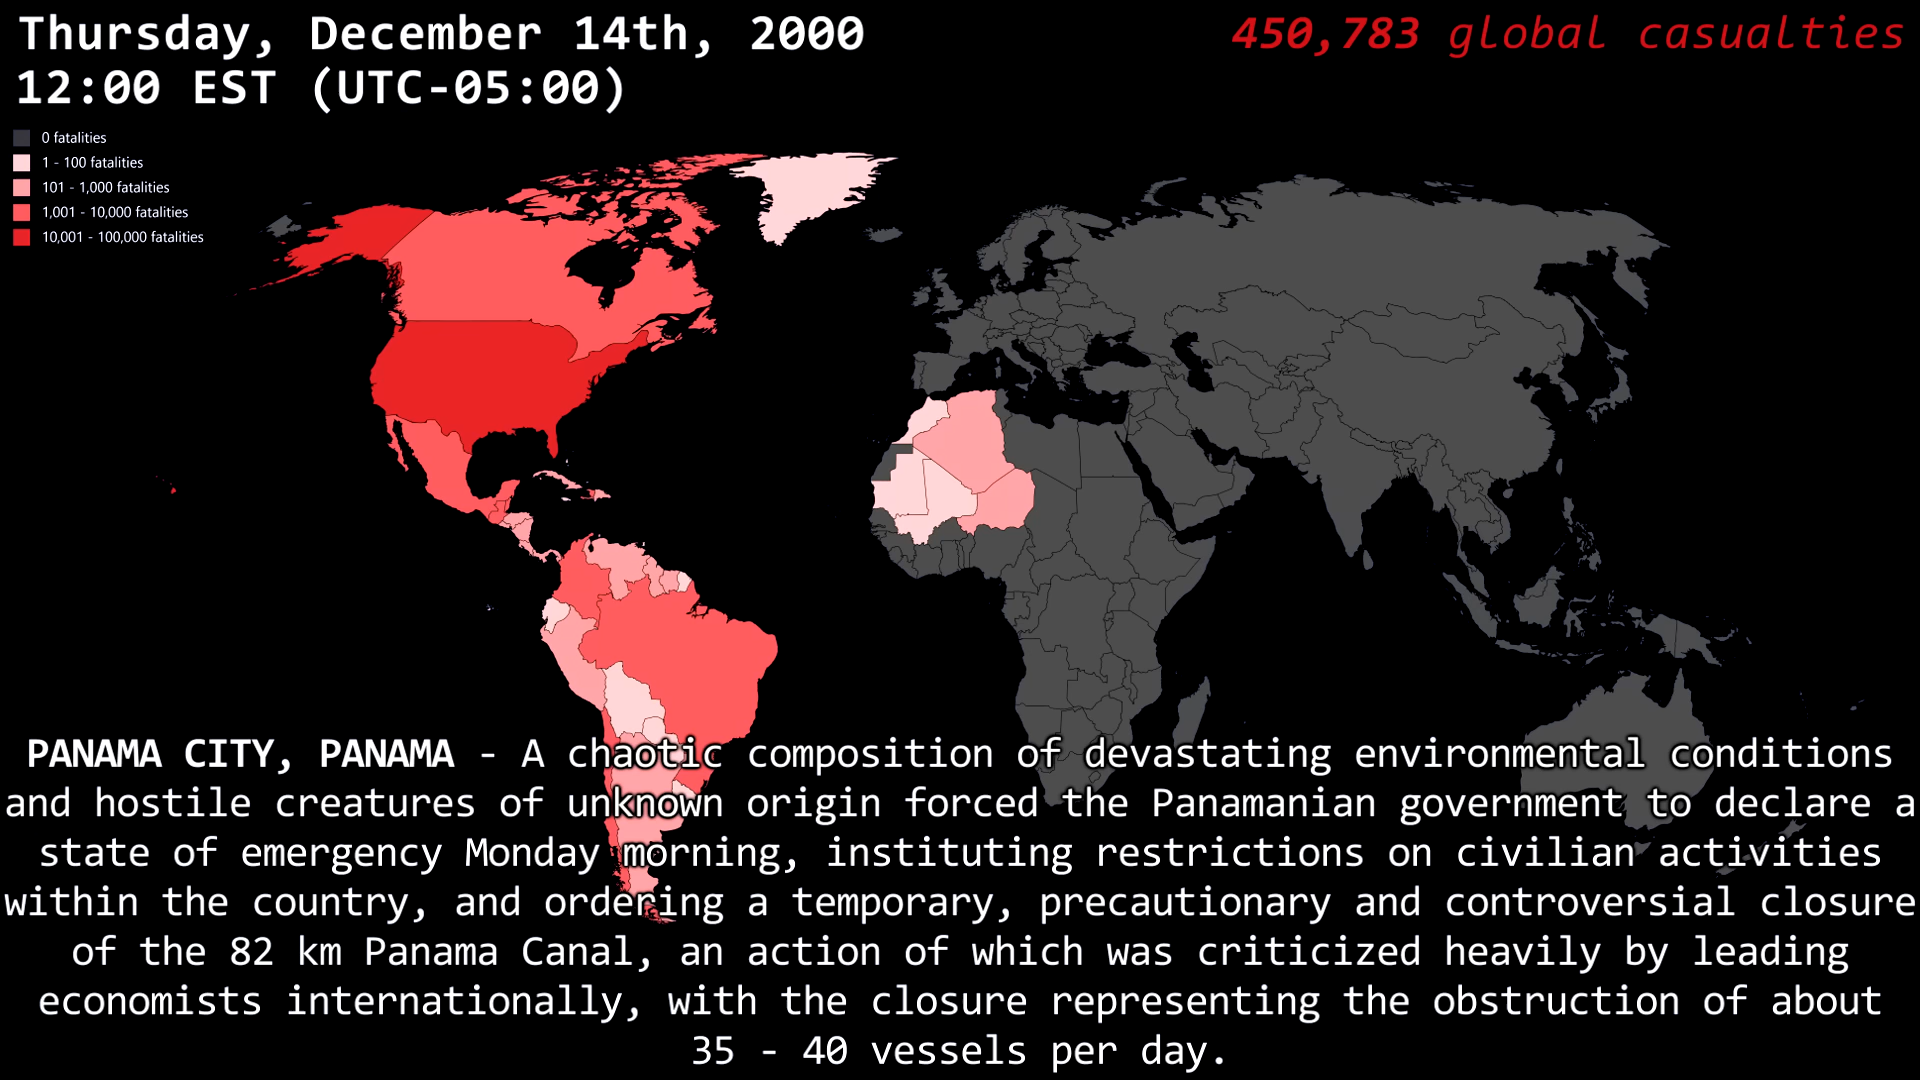 Thursday, December 14th, 2000
12:00 EST (UTC-05:00)
450,783 global casualties
0 fatalities
1 - 100 fatalities
101 - 1,000 fatalities
1,001 - 10,000 fatalities
10,001 - 100,000 fatalities
PANAMA CITY, PANAMA - A chaotic composition of devastating environmental conditions
and hostile creatures of unknown origin forced the Panamanian government to declare a
state of emergency Monday morning, instituting restrictions on civilian activities
within the country, and ordering a temporary, precautionary and controversial closure
of the 82 km Panama Canal, an action of which was criticized heavily by leading
economists internationally, with the closure representing the obstruction of about
35 - 40 vessels per day.